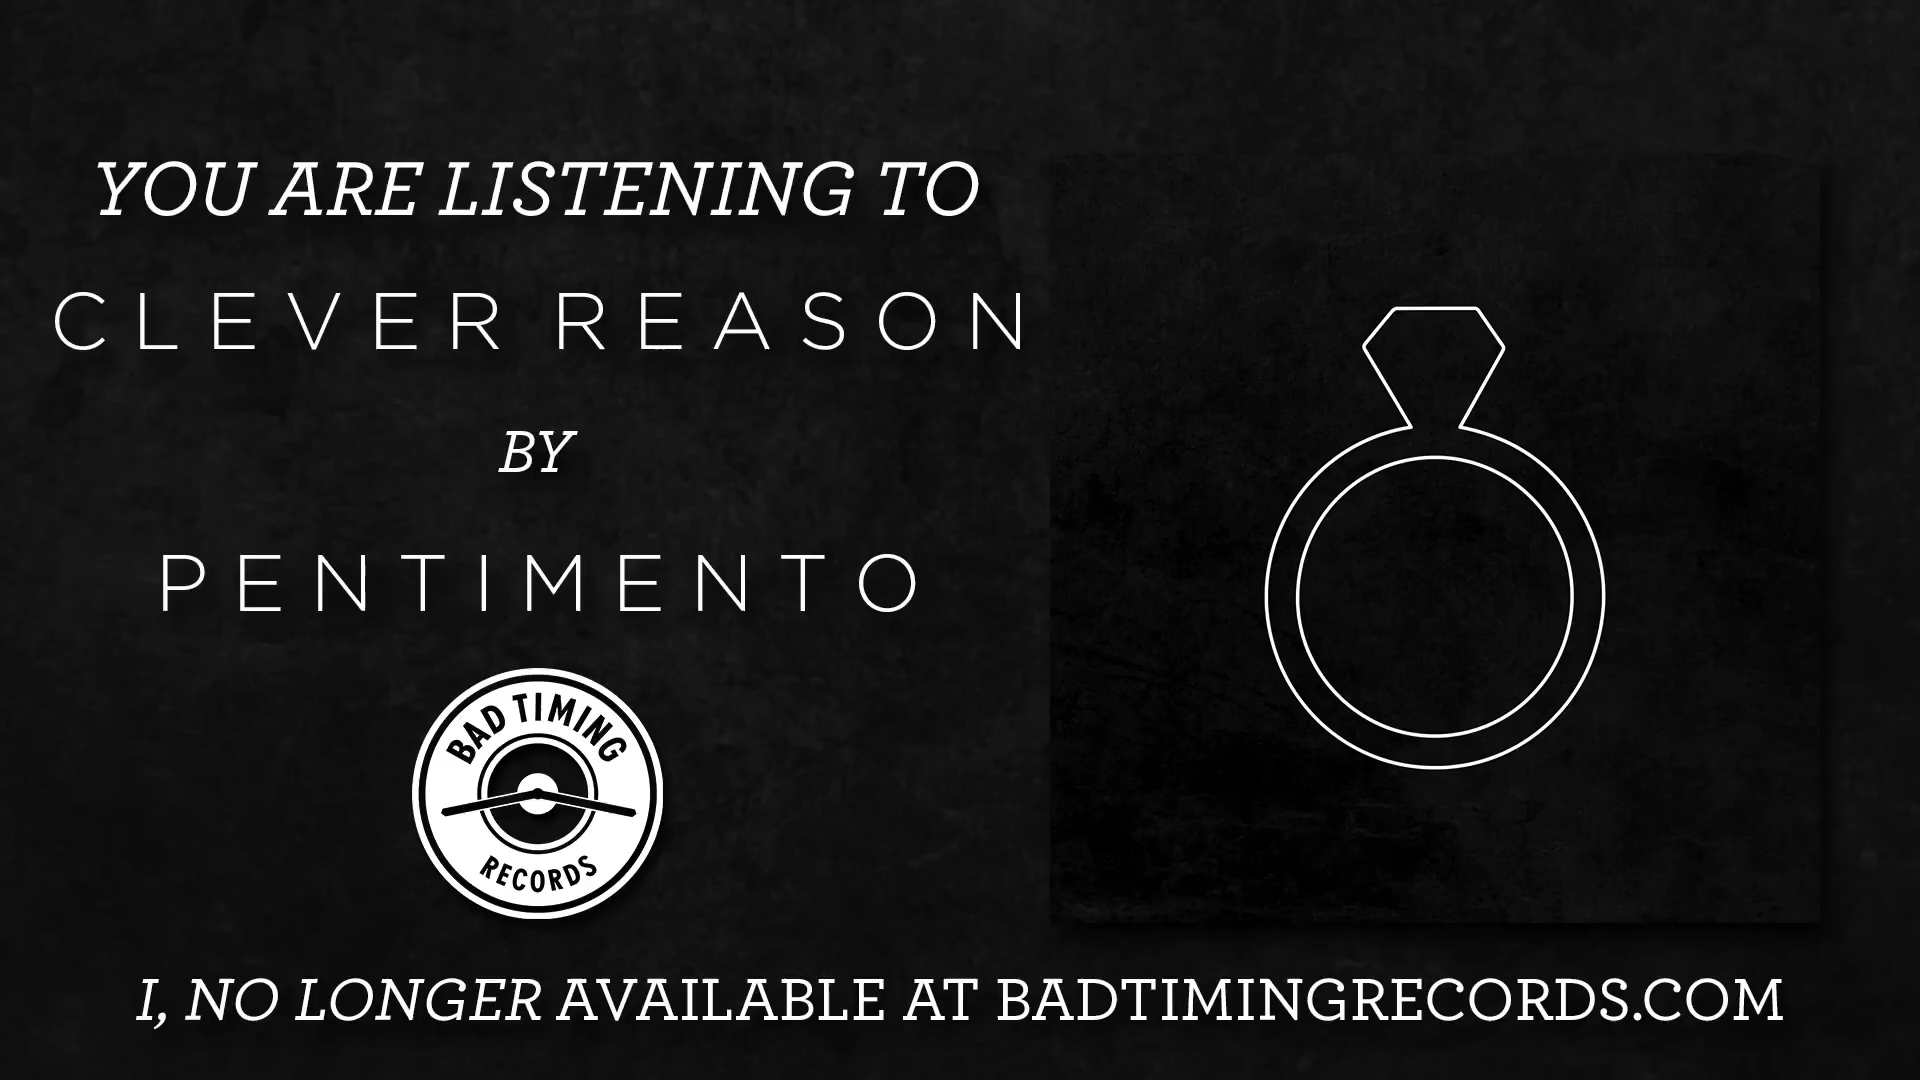 YOU ARE LISTENING TO
CLEVER REASON
BY
PENTIMENTO
BAD TIMING
RECORDS
I, NO LONGER AVAILABLE AT BADTIMINGRECORDS.COM